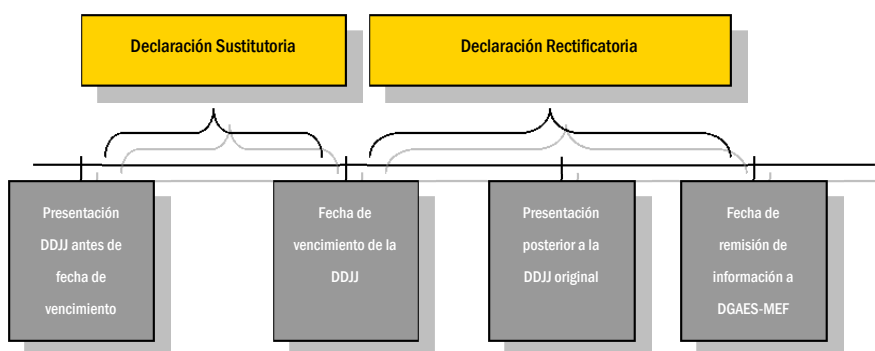 Declaración Sustitutoria
Declaración Rectificatoria
Presentación
DDJJ antes de
fecha de
vencimiento
Fecha de
vencimiento de la
DDJJ
Presentación
posterior a la
DDJJ original
Fecha de
remisión de
información a
DGAES-MEF